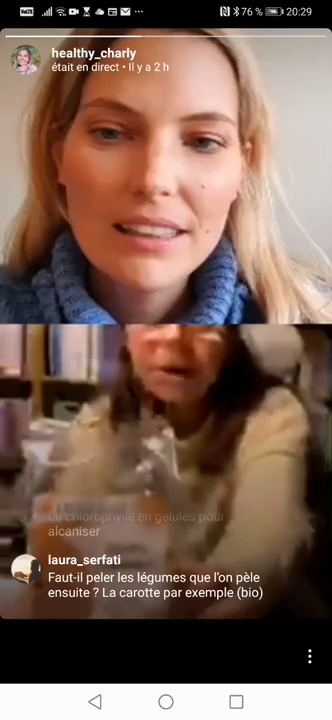 76 %
20:29
healthy_charly
était en direct • Il y a 2 h
La chlorophylle en gelules pour
alcaniser
laura_serfati
Faut-il peler les légumes que l'on pèle
ensuite ? La carotte par exemple (bio)